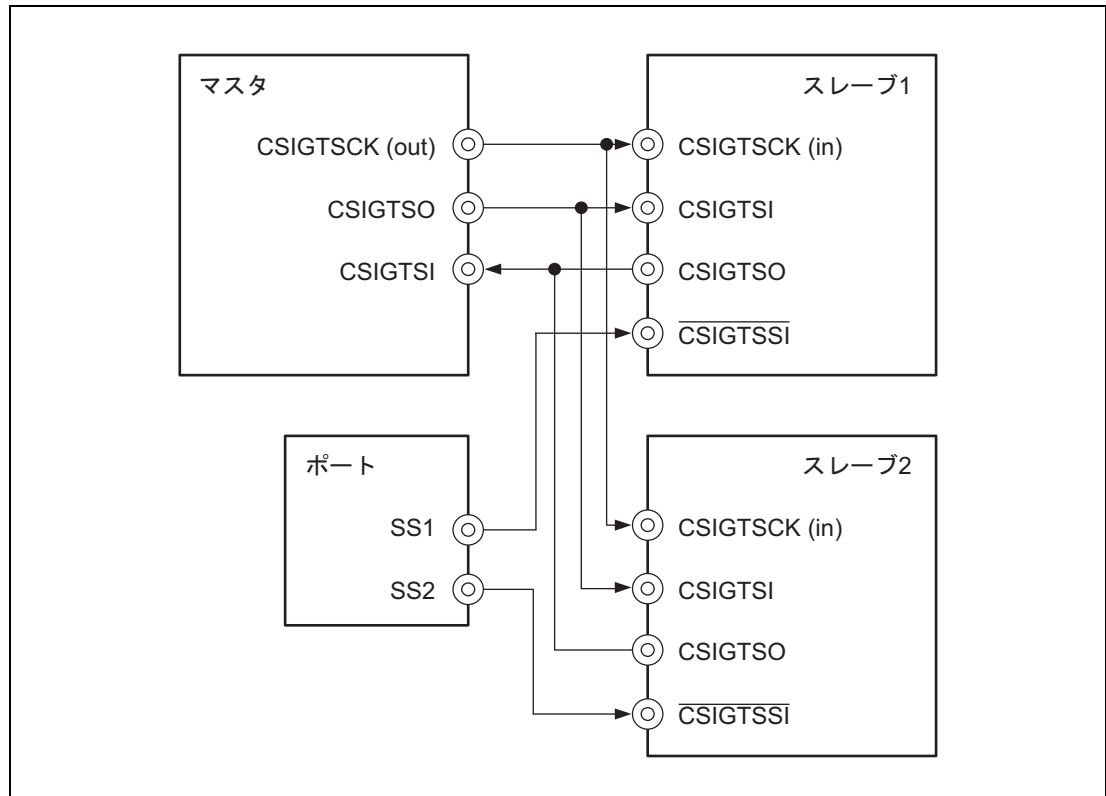 マスタ
CSIGTSCK (out)
CSIGTSO
CSIGTSI
スレーブ1
CSIGTSCK (in)
CSIGTSI
CSIGTSO
CSIGTSSI
ポート
SS1
SS2
スレーブ2
CSIGTSCK (in)
CSIGTSI
CSIGTSO
CSIGTSSI